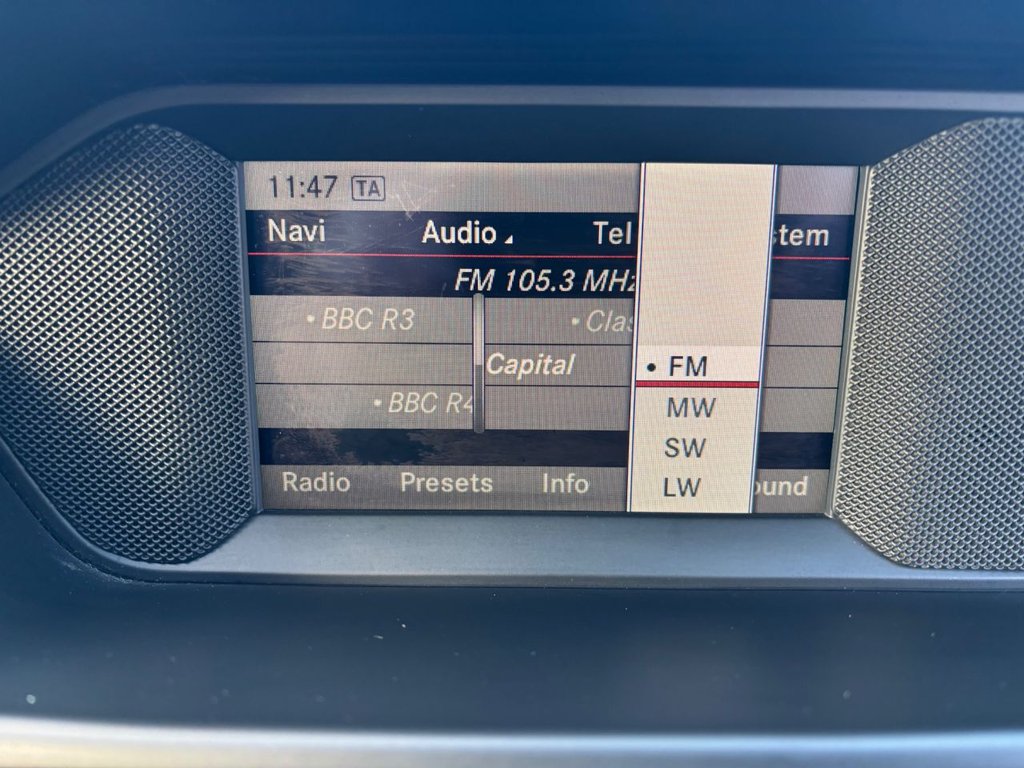 11:47 TA
Navi Audio Tel stem
FM 105.3 MHz
• BBC R3 • Clas
Capital
• BBC R4
• FM
MW
SW
LW
Radio Presets Info ound